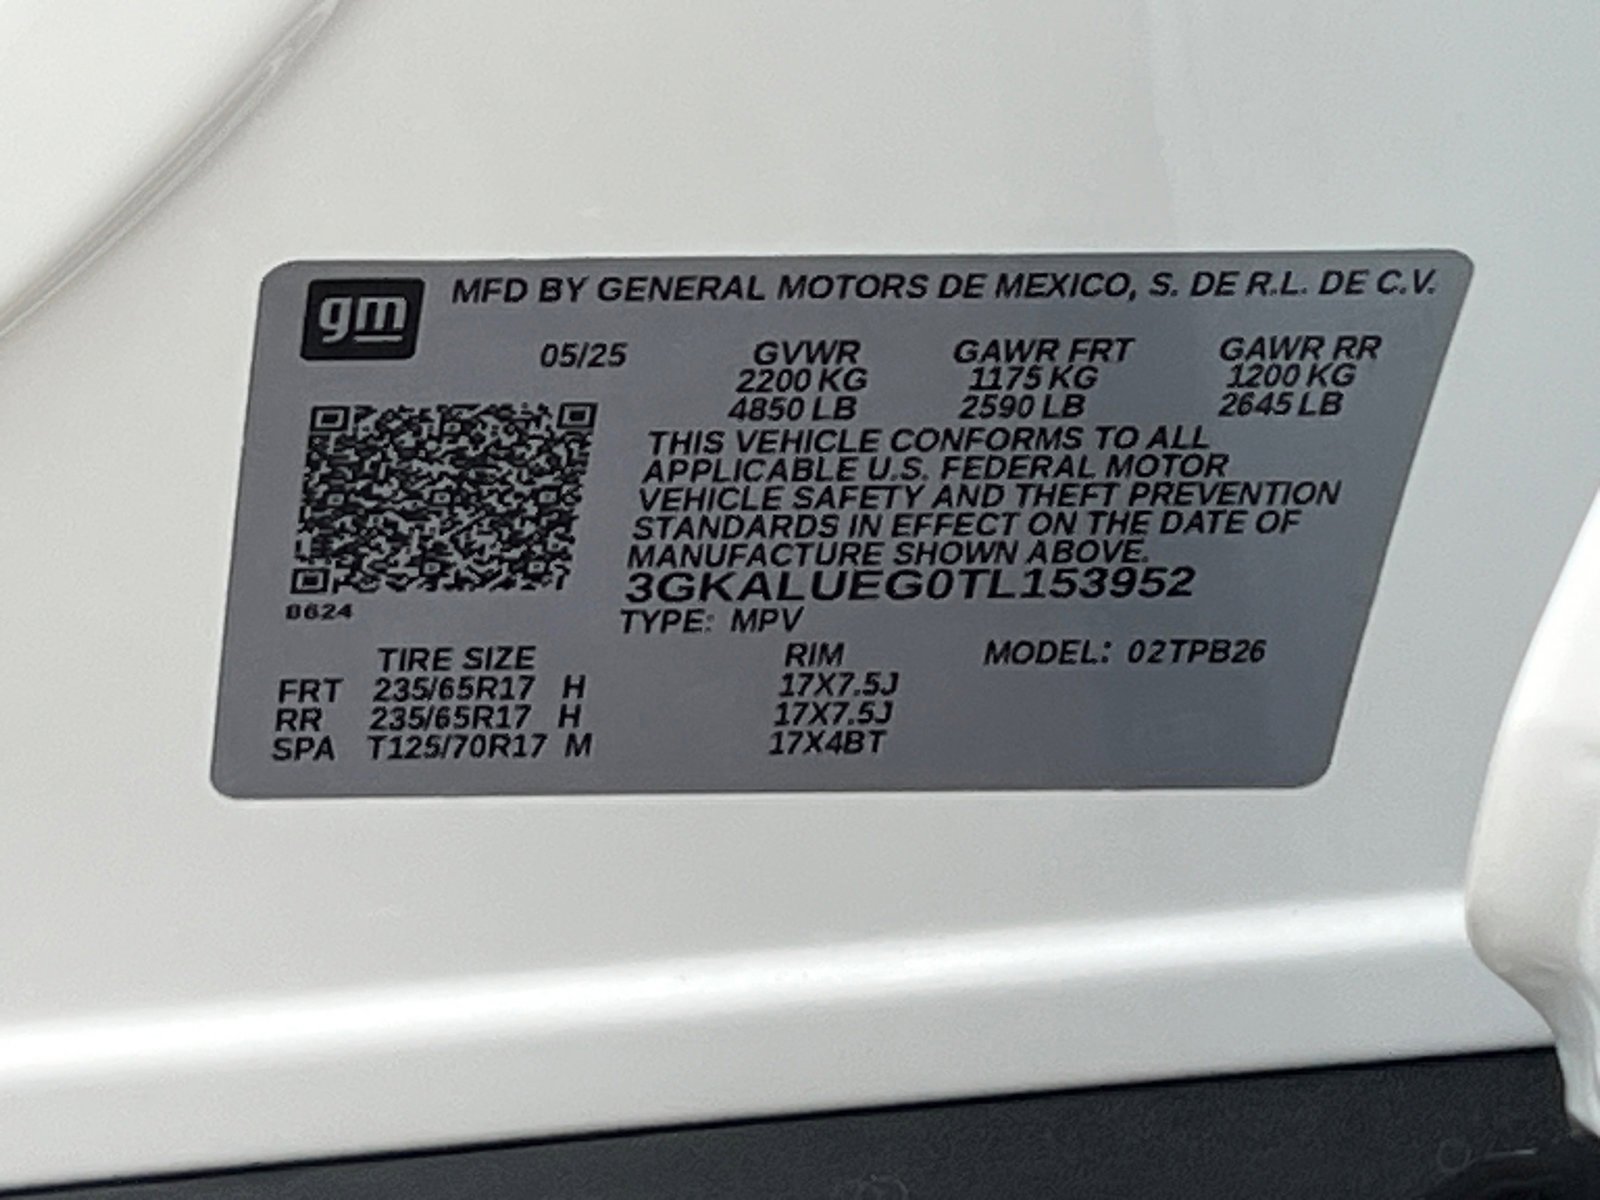 gm MFD BY GENERAL MOTORS DE MEXICO, S. DE R.L. DE C.V.
05/25 GVWR GAWR FRT GAWR RR
2200 KG 1175 KG 1200 KG
4850 LB 2590 LB 2645 LB
THIS VEHICLE CONFORMS TO ALL
APPLICABLE U.S. FEDERAL MOTOR
VEHICLE SAFETY AND THEFT PREVENTION
STANDARDS IN EFFECT ON THE DATE OF
MANUFACTURE SHOWN ABOVE.
3GKALUEG0TL153952
8624
TYPE: MPV
TIRE SIZE RIM MODEL: 02TPB26
FRT 235/65R17 H 17X7.5J
RR 235/65R17 H 17X7.5J
SPA T125/70R17 M 17X4BT